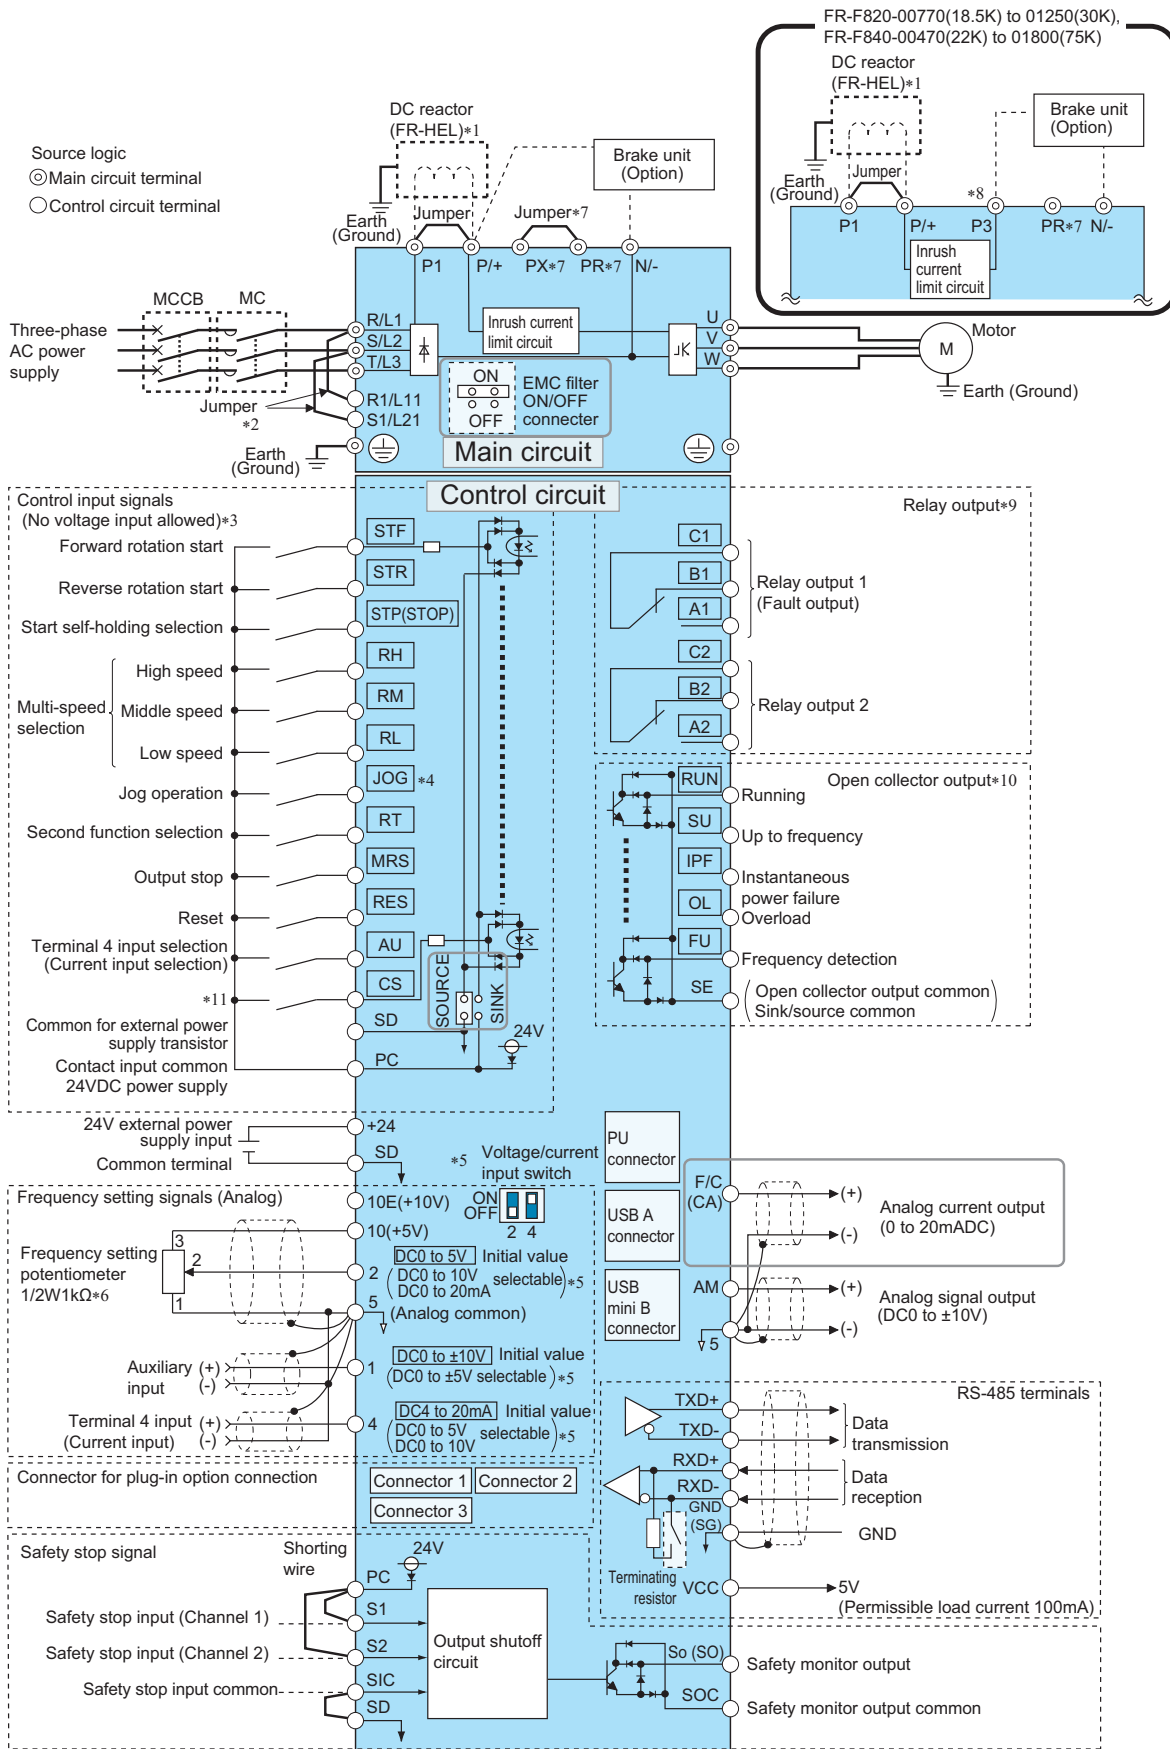 FR-F820-00770(18.5K) to 01250(30K),
FR-F840-00470(22K) to 01800(75K)
DC reactor
(FR-HEL)*1
Brake unit
(Option)
Earth
(Ground)
Jumper
*8
P1
P/+
P3
PR*7
N/-
Inrush
current
limit circuit
Source logic
Main circuit terminal
Control circuit terminal
DC reactor
(FR-HEL)*1
Brake unit
(Option)
Earth
(Ground)
Jumper
Jumper*7
P1
P/+
PX*7
PR*7
N/-
MCCB
MC
Three-phase
AC power
supply
R/L1
S/L2
T/L3
R1/L11
S1/L21
Jumper
*2
Earth
(Ground)
Inrush current
limit circuit
ON
OFF
EMC filter
ON/OFF
connecter
U
V
W
Motor
M
Earth (Ground)
Main circuit
Control circuit
Control input signals
(No voltage input allowed)*3
Forward rotation start
STF
Reverse rotation start
STR
Start self-holding selection
STP(STOP)
Multi-speed
selection
High speed
RH
Middle speed
RM
Low speed
RL
Jog operation
JOG
*4
Second function selection
RT
Output stop
MRS
Reset
RES
Terminal 4 input selection
(Current input selection)
AU
*11
CS
SOURCE
SINK
Common for external power
supply transistor
SD
24V
Contact input common
24VDC power supply
PC
Relay output*9
C1
B1
A1
Relay output 1
(Fault output)
C2
B2
A2
Relay output 2
Open collector output*10
RUN
Running
SU
Up to frequency
IPF
Instantaneous
power failure
OL
Overload
FU
Frequency detection
SE
Open collector output common
Sink/source common
24V external power
supply input
+24
Common terminal
SD
*5
Voltage/current
input switch
ON
OFF
2 4
PU
connector
USB A
connector
USB
mini B
connector
Frequency setting signals (Analog)
10E(+10V)
10(+5V)
Frequency setting
potentiometer
1/2W1kΩ*6
3
2
1
2
DC0 to 5V
Initial value
(DC0 to 10V
DC0 to 20mA
selectable)*5
5
(Analog common)
Auxiliary
input
(+)
(-)
1
DC0 to ±10V
Initial value
(DC0 to ±5V selectable)*5
Terminal 4 input
(Current input)
(+)
(-)
4
DC4 to 20mA
Initial value
(DC0 to 5V
DC0 to 10V
selectable)*5
F/C
(CA)
(+)
(-)
Analog current output
(0 to 20mADC)
AM
5
(+)
(-)
Analog signal output
(DC0 to ±10V)
RS-485 terminals
TXD+
TXD-
Data
transmission
RXD+
RXD-
Data
reception
GND
(SG)
GND
Terminating
resistor
VCC
5V
(Permissible load current 100mA)
Connector for plug-in option connection
Connector 1
Connector 2
Connector 3
Safety stop signal
Shorting
wire
24V
PC
Safety stop input (Channel 1)
S1
Safety stop input (Channel 2)
S2
Safety stop input common
SIC
SD
Output shutoff
circuit
So (SO)
Safety monitor output
SOC
Safety monitor output common